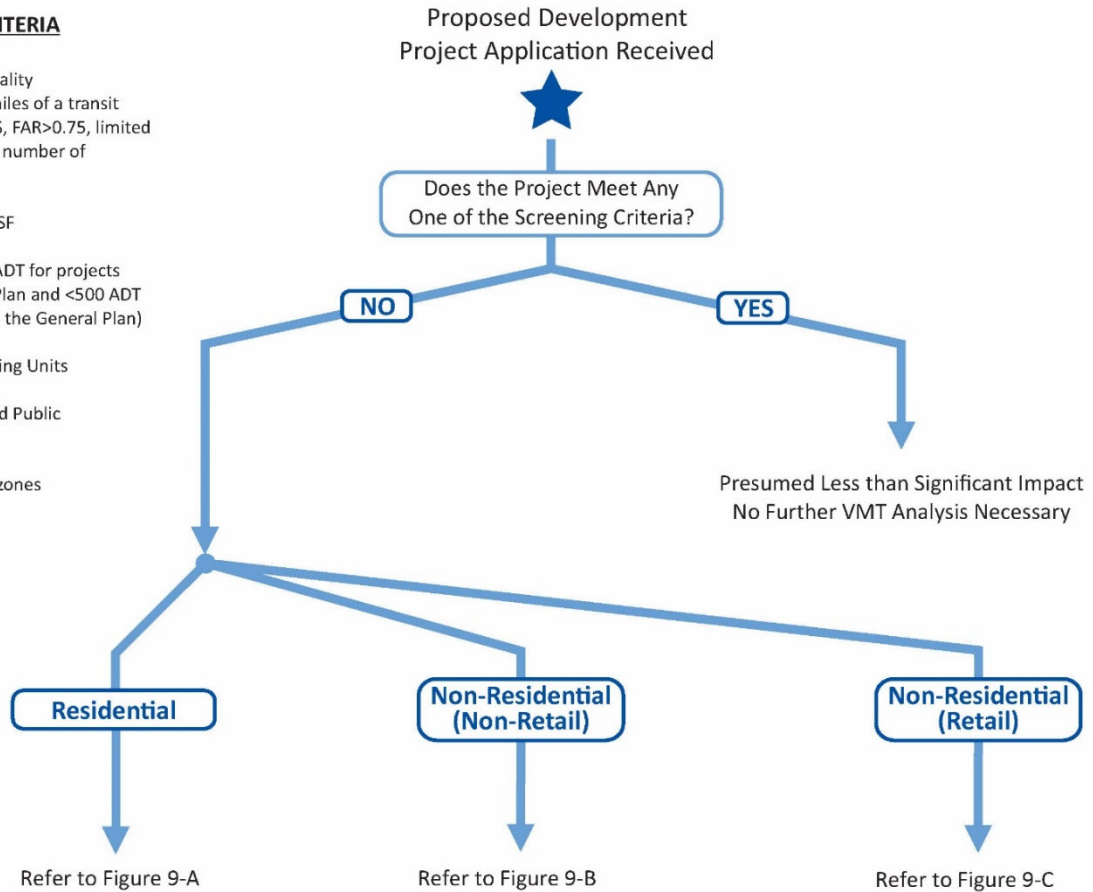 ITERIA
ality
iles of a transit
, FAR>0.75, limited
number of
SF
ADT for projects
Plan and <500 ADT
the General Plan)
ing Units
d Public
zones
Proposed Development
Project Application Received
Does the Project Meet Any
One of the Screening Criteria?
NO
YES
Presumed Less than Significant Impact
No Further VMT Analysis Necessary
Residential
Non-Residential
(Non-Retail)
Non-Residential
(Retail)
Refer to Figure 9-A
Refer to Figure 9-B
Refer to Figure 9-C